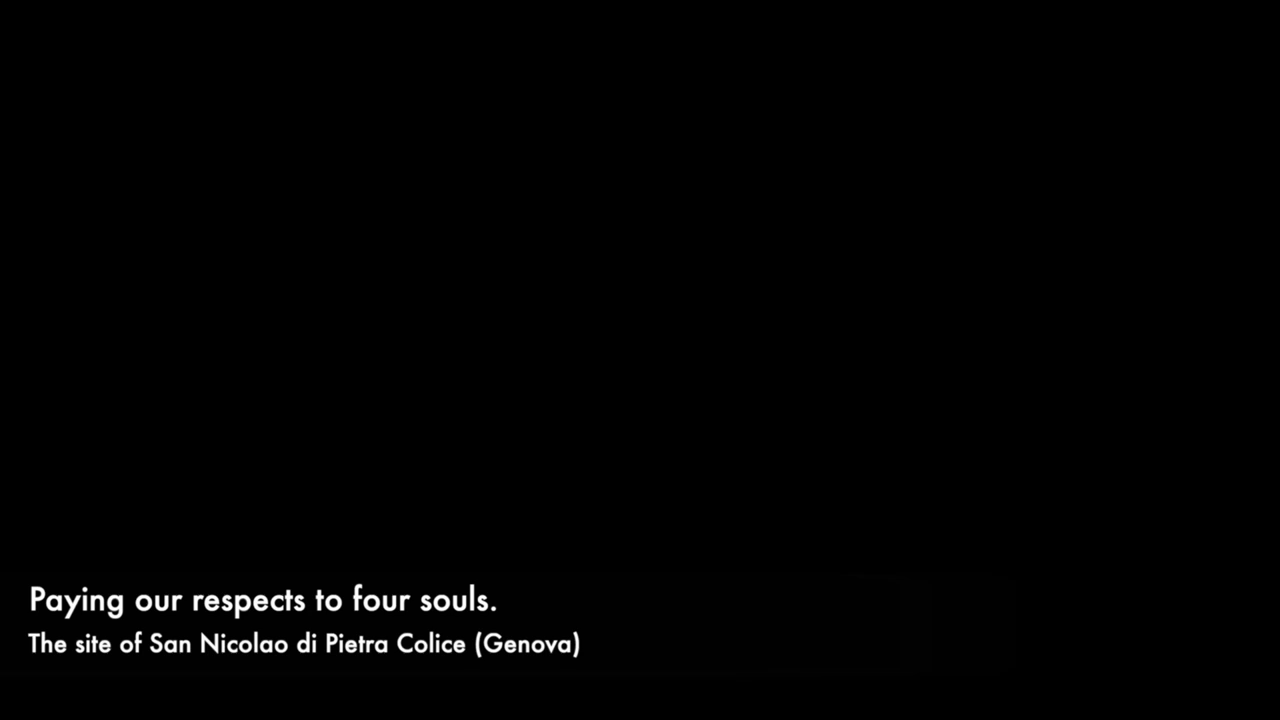 Paying our respects to four souls.
The site of San Nicolao di Pietra Colice (Genova)